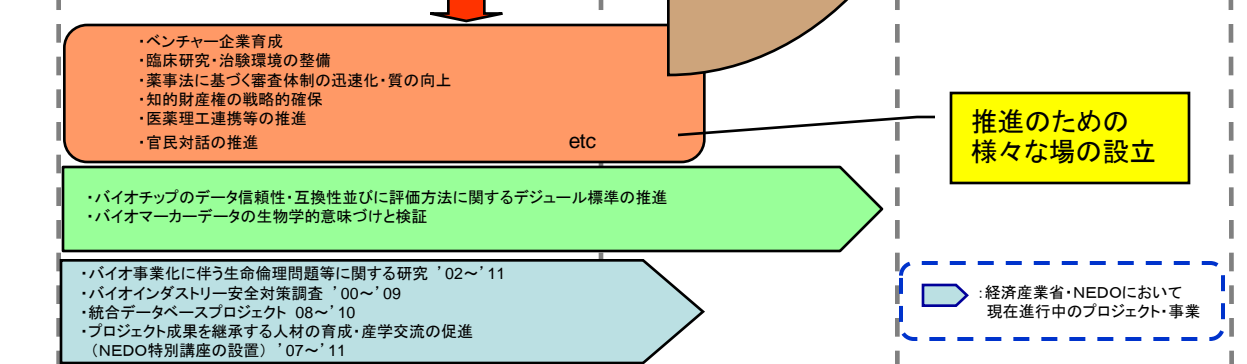 ・ベンチャー企業育成
・臨床研究・治験環境の整備
・薬事法に基づく審査体制の迅速化・質の向上
・知的財産権の戦略的確保
・医薬理工連携等の推進
・官民対話の推進 etc
推進のための
様々な場の設立
・バイオチップのデータ信頼性・互換性並びに評価方法に関するデジュール標準の推進
・バイオマーカーデータの生物学的意味づけと検証
・バイオ事業化に伴う生命倫理問題等に関する研究 ’02～’11
・バイオインダストリー安全対策調査 ’00～’09
・統合データベースプロジェクト 08～’10
・プロジェクト成果を継承する人材の育成・産学交流の促進
（NEDO特別講座の設置）’07～’11
:経済産業省・NEDOにおいて
現在進行中のプロジェクト・事業